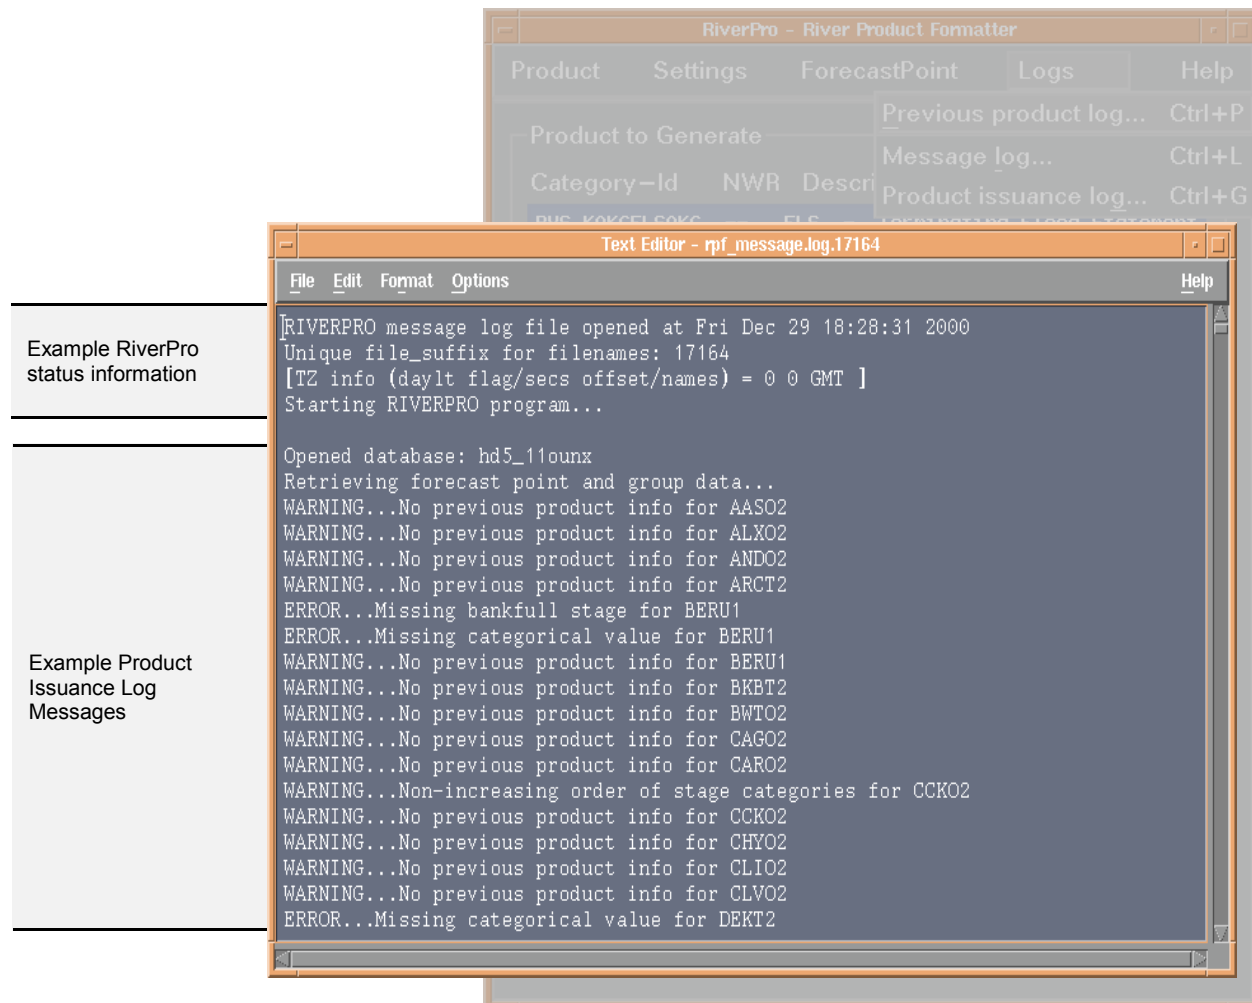 RiverPro - River Product Formatter
Product Settings ForecastPoint Logs Help
Previous product log... Ctrl+P
Product to Generate
Message log... Ctrl+L
Category-Id NWR Descri
Product issuance log... Ctrl+G
Text Editor - rpf_message.log.17164
File Edit Format Options Help
Example RiverPro
status information
RIVERPRO message log file opened at Fri Dec 29 18:28:31 2000
Unique file_suffix for filenames: 17164
[TZ info (daylt flag/secs offset/names) = 0 0 GMT ]
Starting RIVERPRO program...
Example Product
Issuance Log
Messages
Opened database: hd5_11ounx
Retrieving forecast point and group data...
WARNING...No previous product info for AASO2
WARNING...No previous product info for ALXO2
WARNING...No previous product info for ANDO2
WARNING...No previous product info for ARCT2
ERROR...Missing bankfull stage for BERU1
ERROR...Missing categorical value for BERU1
WARNING...No previous product info for BERU1
WARNING...No previous product info for BKBT2
WARNING...No previous product info for BWTO2
WARNING...No previous product info for CAGO2
WARNING...No previous product info for CARO2
WARNING...Non-increasing order of stage categories for CCKO2
WARNING...No previous product info for CCKO2
WARNING...No previous product info for CHYO2
WARNING...No previous product info for CLIO2
WARNING...No previous product info for CLVO2
ERROR...Missing categorical value for DEKT2